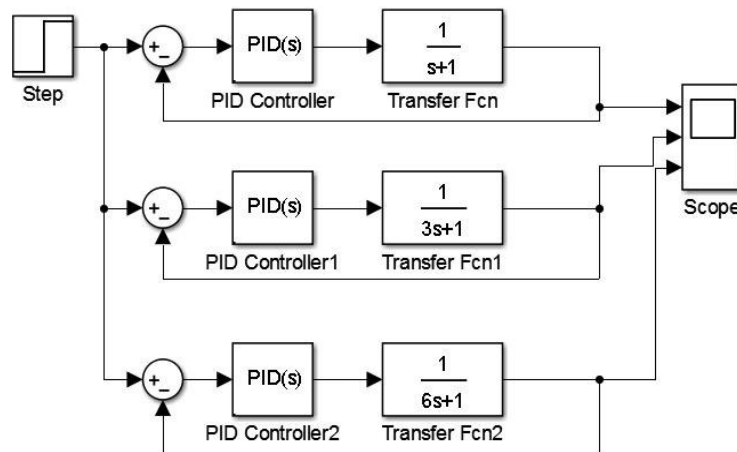 Step
+
−
PID(s)
PID Controller
1
s+1
Transfer Fcn
Scope
+
−
PID(s)
PID Controller1
1
3s+1
Transfer Fcn1
+
−
PID(s)
PID Controller2
1
6s+1
Transfer Fcn2